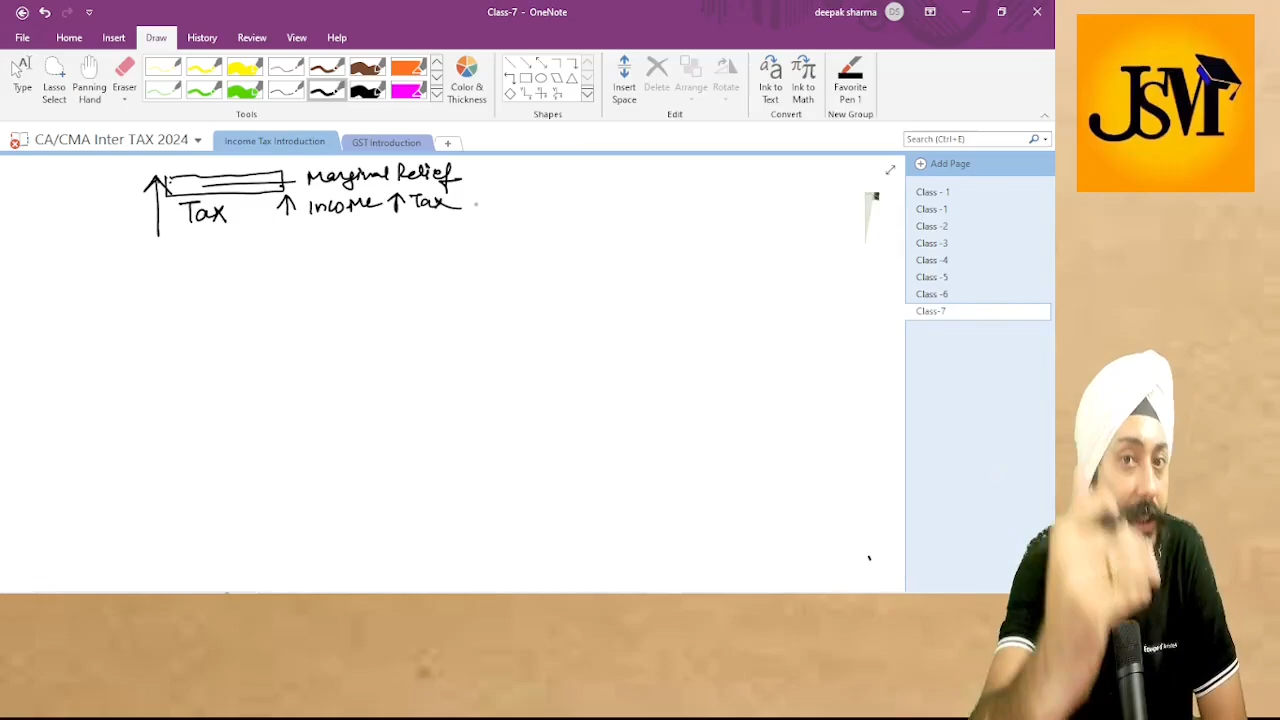 Class-7 - OneNote
deepak sharma DS
File Home Insert Draw History Review View Help
Type
Lasso Select
Panning Hand
Eraser
Color & Thickness
Insert Space
Delete
Arrange
Rotate
Ink to Text
Ink to Math
Favorite Pen 1
Tools
Shapes
Edit
Convert
New Group
CA/CMA Inter TAX 2024
Income Tax Introduction
GST Introduction
+
Search (Ctrl+E)
Add Page
Class - 1
Class -1
Class -2
Class -3
Class -4
Class -5
Class -6
Class-7
Marginal Relief
Tax ↑ Income ↑ Tax
JSM